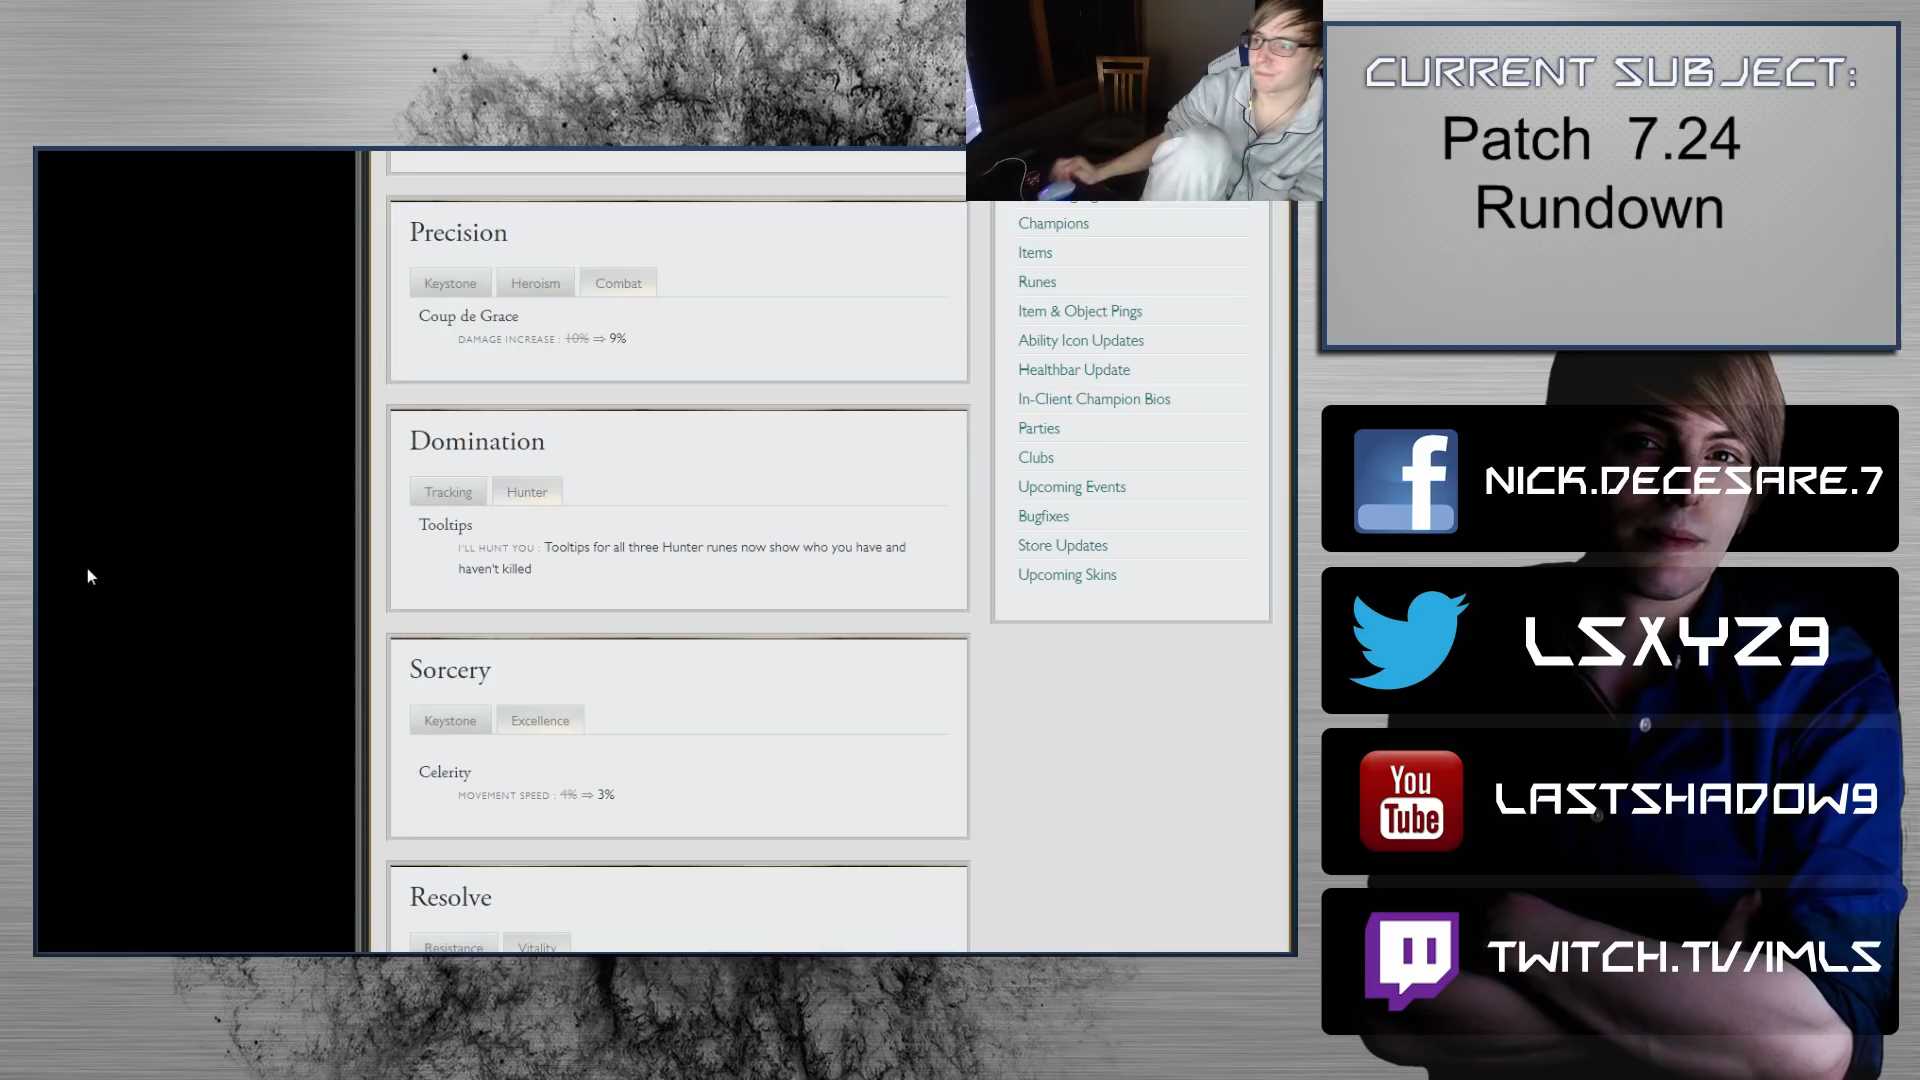 Precision
Keystone Heroism Combat
Coup de Grace
DAMAGE INCREASE : 10% ⇒ 9%
Domination
Tracking Hunter
Tooltips
I'LL HUNT YOU : Tooltips for all three Hunter runes now show who you have and
haven't killed
Sorcery
Keystone Excellence
Celerity
MOVEMENT SPEED : 4% ⇒ 3%
Resolve
Resistance Vitality
Champions
Items
Runes
Item & Object Pings
Ability Icon Updates
Healthbar Update
In-Client Champion Bios
Parties
Clubs
Upcoming Events
Bugfixes
Store Updates
Upcoming Skins
CURRENT SUBJECT:
Patch 7.24
Rundown
f NICK.DECESARE.7
LSXYZ9
You
Tube
LASTSHADOW9
TWITCH.TV/IMLS